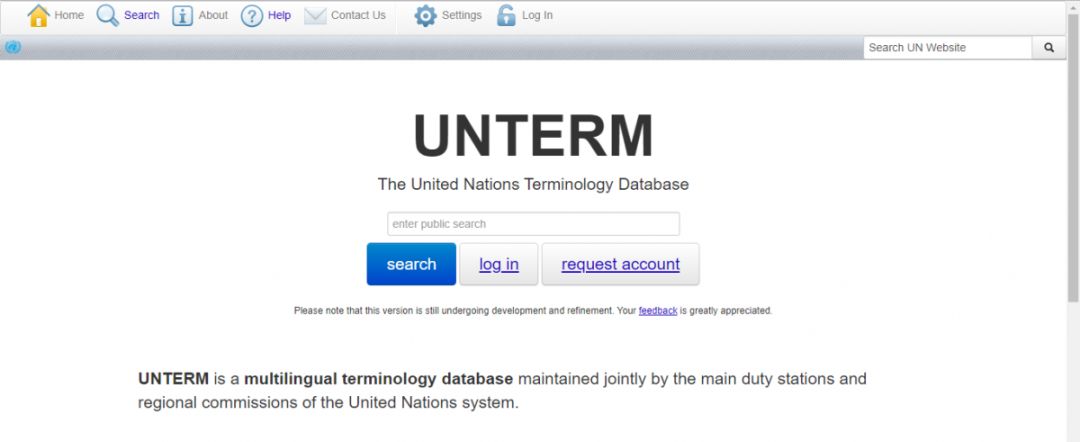 Home Search About Help Contact Us Settings Log In
Search UN Website
UNTERM
The United Nations Terminology Database
enter public search
search log in request account
Please note that this version is still undergoing development and refinement. Your feedback is greatly appreciated.
UNTERM is a multilingual terminology database maintained jointly by the main duty stations and
regional commissions of the United Nations system.